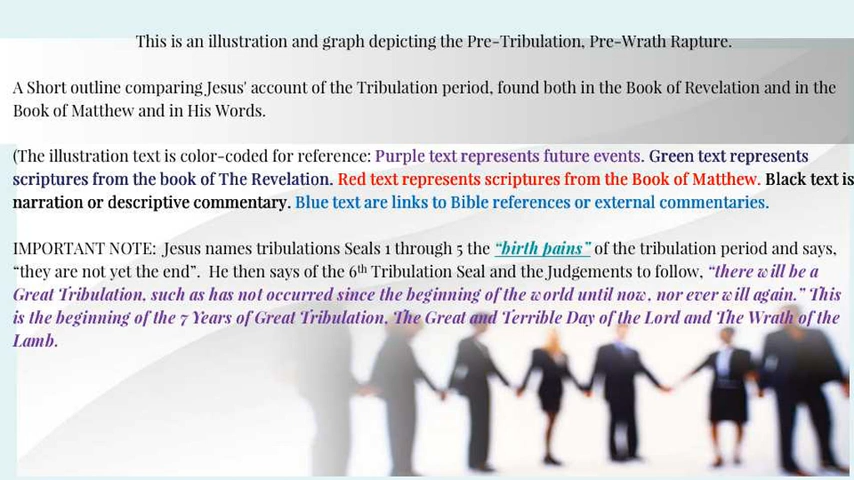 This is an illustration and graph depicting the Pre-Tribulation, Pre-Wrath Rapture.
A Short outline comparing Jesus' account of the Tribulation period, found both in the Book of Revelation and in the
Book of Matthew and in His Words.
(The illustration text is color-coded for reference: Purple text represents future events. Green text represents
scriptures from the book of The Revelation. Red text represents scriptures from the Book of Matthew. Black text is
narration or descriptive commentary. Blue text are links to Bible references or external commentaries.
IMPORTANT NOTE: Jesus names tribulations Seals 1 through 5 the “birth pains” of the tribulation period and says,
“they are not yet the end”. He then says of the 6th Tribulation Seal and the Judgements to follow, “there will be a
Great Tribulation, such as has not occurred since the beginning of the world until now, nor ever will again.” This
is the beginning of the 7 Years of Great Tribulation, The Great and Terrible Day of the Lord and The Wrath of the
Lamb.